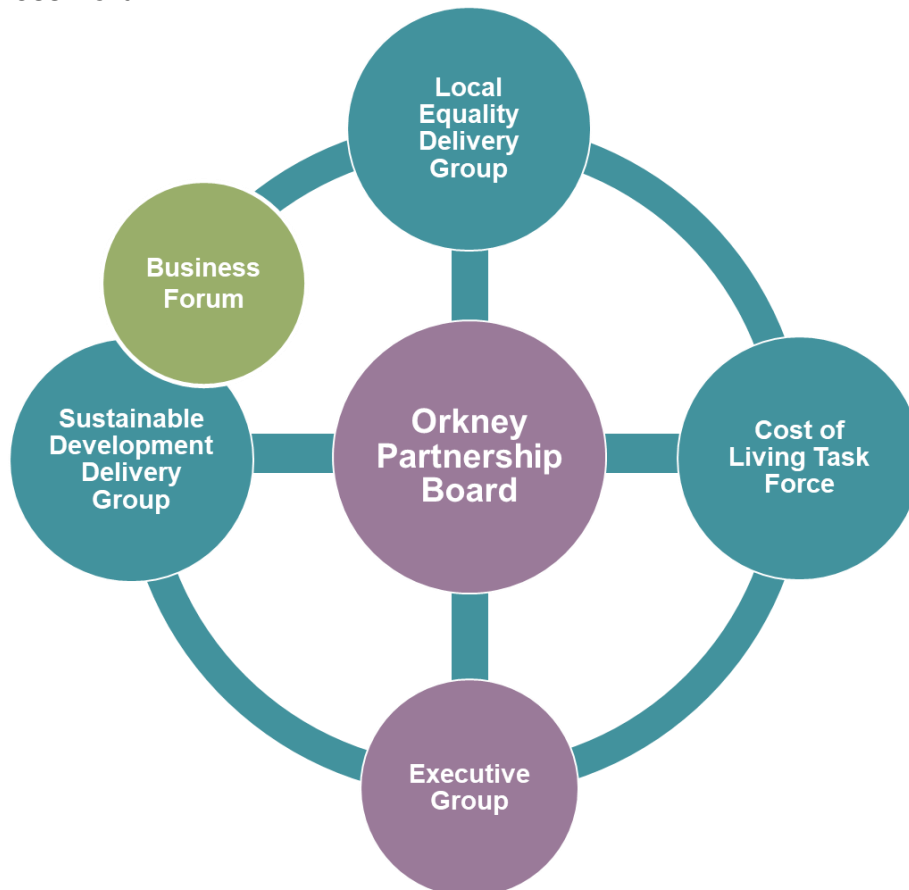 Local
Equality
Delivery
Group
Business
Forum
Sustainable
Development
Delivery
Group
Orkney
Partnership
Board
Cost of
Living Task
Force
Executive
Group